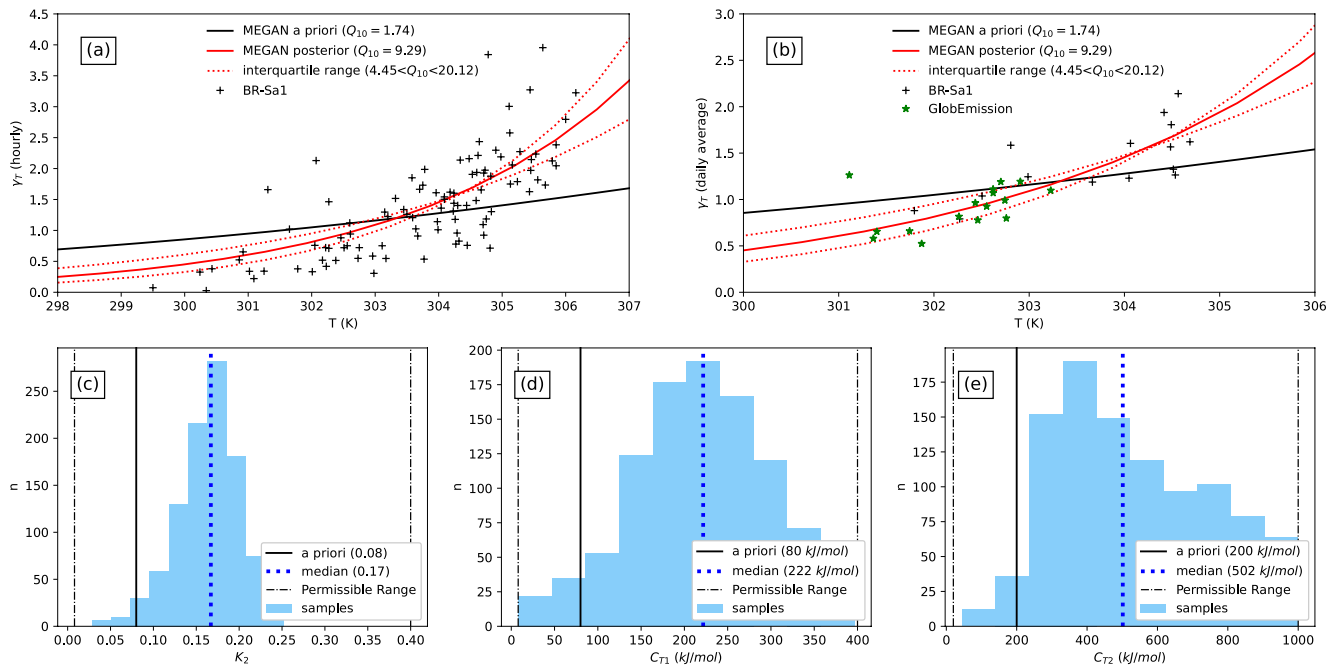 (a)
MEGAN a priori (Q10 = 1.74)
MEGAN posterior (Q10 = 9.29)
interquartile range (4.45<Q10<20.12)
BR-Sa1
γT (hourly)
4.5
4.0
3.5
3.0
2.5
2.0
1.5
1.0
0.5
0.0
298 299 300 301 302 303 304 305 306 307
T (K)
(b)
MEGAN a priori (Q10 = 1.74)
MEGAN posterior (Q10 = 9.29)
interquartile range (4.45<Q10<20.12)
BR-Sa1
GlobEmission
γT (daily average)
3.0
2.5
2.0
1.5
1.0
0.5
0.0
300 301 302 303 304 305 306
T (K)
(c)
n
250
200
150
100
50
0
0.00 0.05 0.10 0.15 0.20 0.25 0.30 0.35 0.40
K2
a priori (0.08)
median (0.17)
Permissible Range
samples
(d)
n
200
175
150
125
100
75
50
25
0
0 50 100 150 200 250 300 350 400
CT1 (kJ/mol)
a priori (80 kJ/mol)
median (222 kJ/mol)
Permissible Range
samples
(e)
n
175
150
125
100
75
50
25
0
0 200 400 600 800 1000
CT2 (kJ/mol)
a priori (200 kJ/mol)
median (502 kJ/mol)
Permissible Range
samples